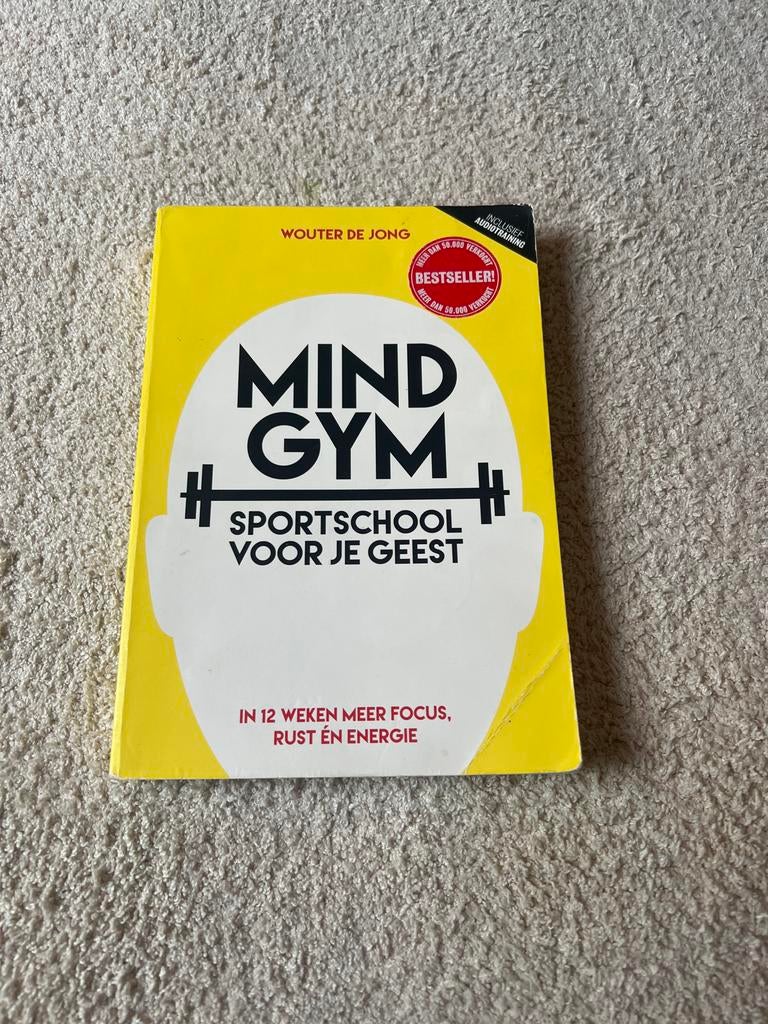 WOUTER DE JONG
INCLUSIEF
AUDIOTRAINING
MEER DAN 50.000 VERKOCHT
BESTSELLER!
MEER DAN 50.000 VERKOCHT
MIND
GYM
SPORTSCHOOL
VOOR JE GEEST
IN 12 WEKEN MEER FOCUS,
RUST ÉN ENERGIE